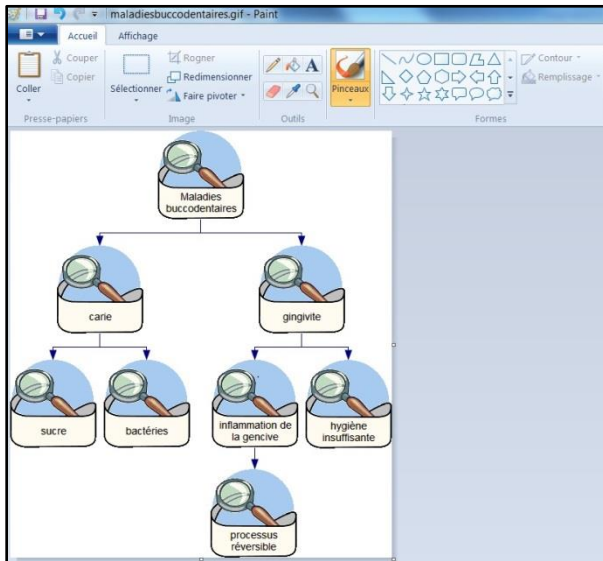 maladiesbuccodentaires.gif - Paint
Accueil
Affichage
Coller
Couper
Copier
Presse-papiers
Sélectionner
Rogner
Redimensionner
Faire pivoter
Image
A
Outils
Pinceaux
Formes
Contour
Remplissage
Maladies
buccodentaires
carie
gingivite
sucre
bactéries
inflammation de
la gencive
hygiène
insuffisante
processus
réversible